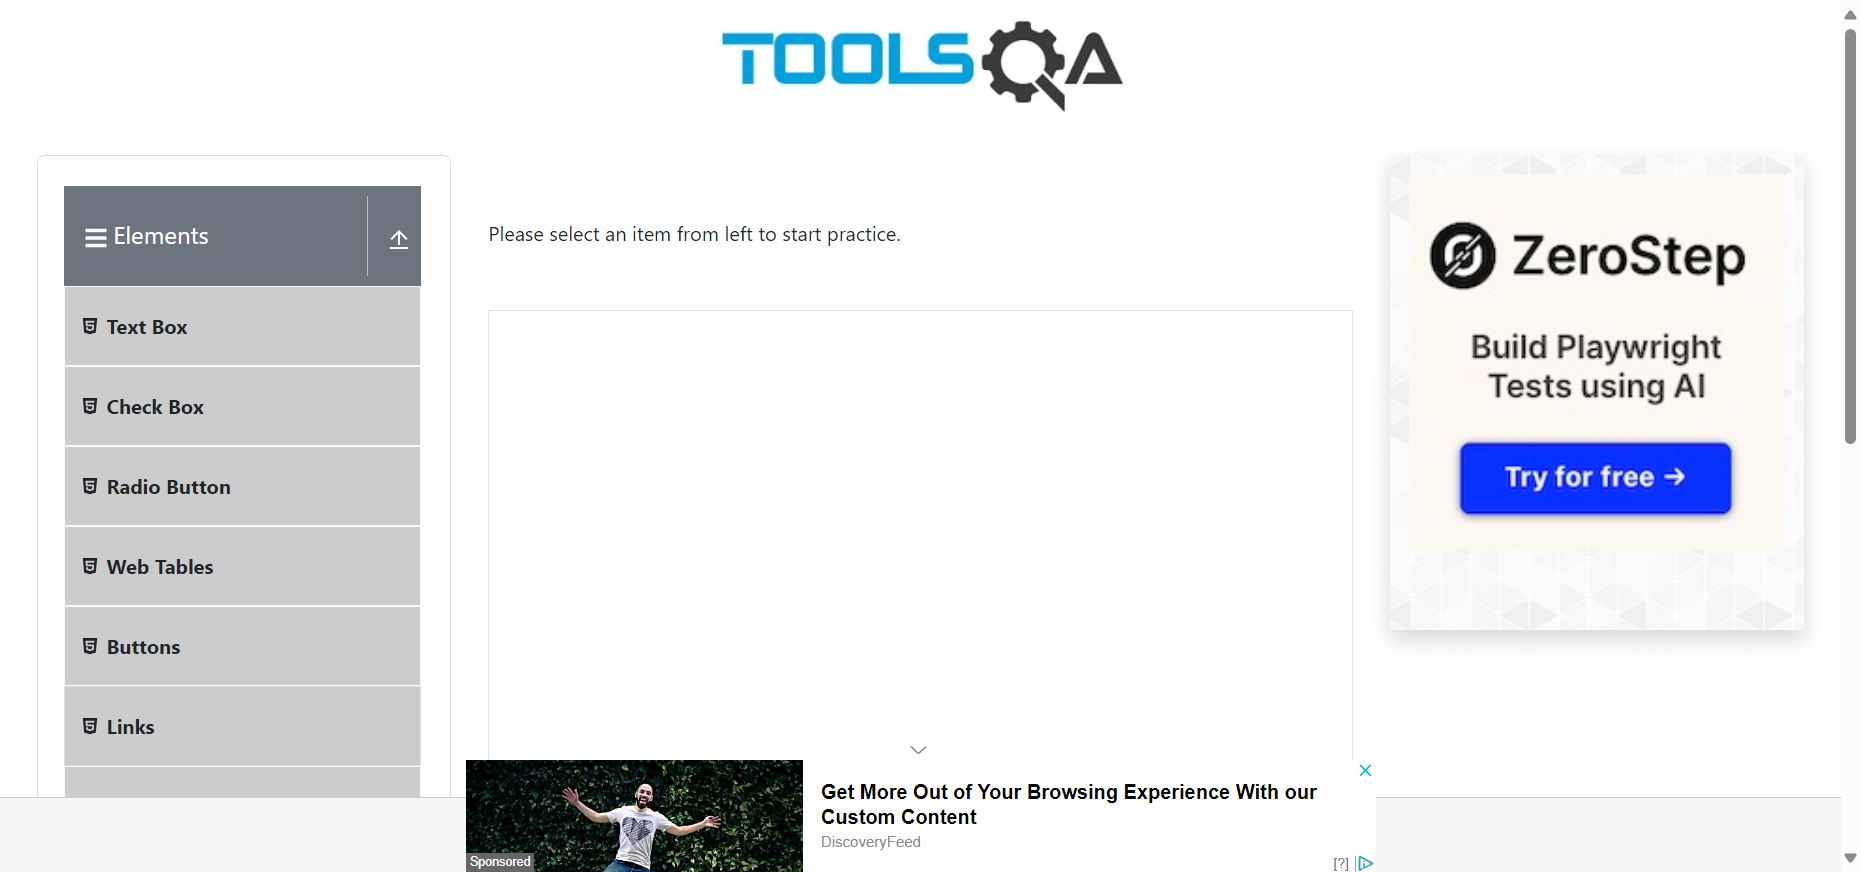 TOOLSQA
Elements
Text Box
Check Box
Radio Button
Web Tables
Buttons
Links
Please select an item from left to start practice.
ZeroStep
Build Playwright
Tests using AI
Try for free →
Sponsored
Get More Out of Your Browsing Experience With our
Custom Content
DiscoveryFeed
[?]